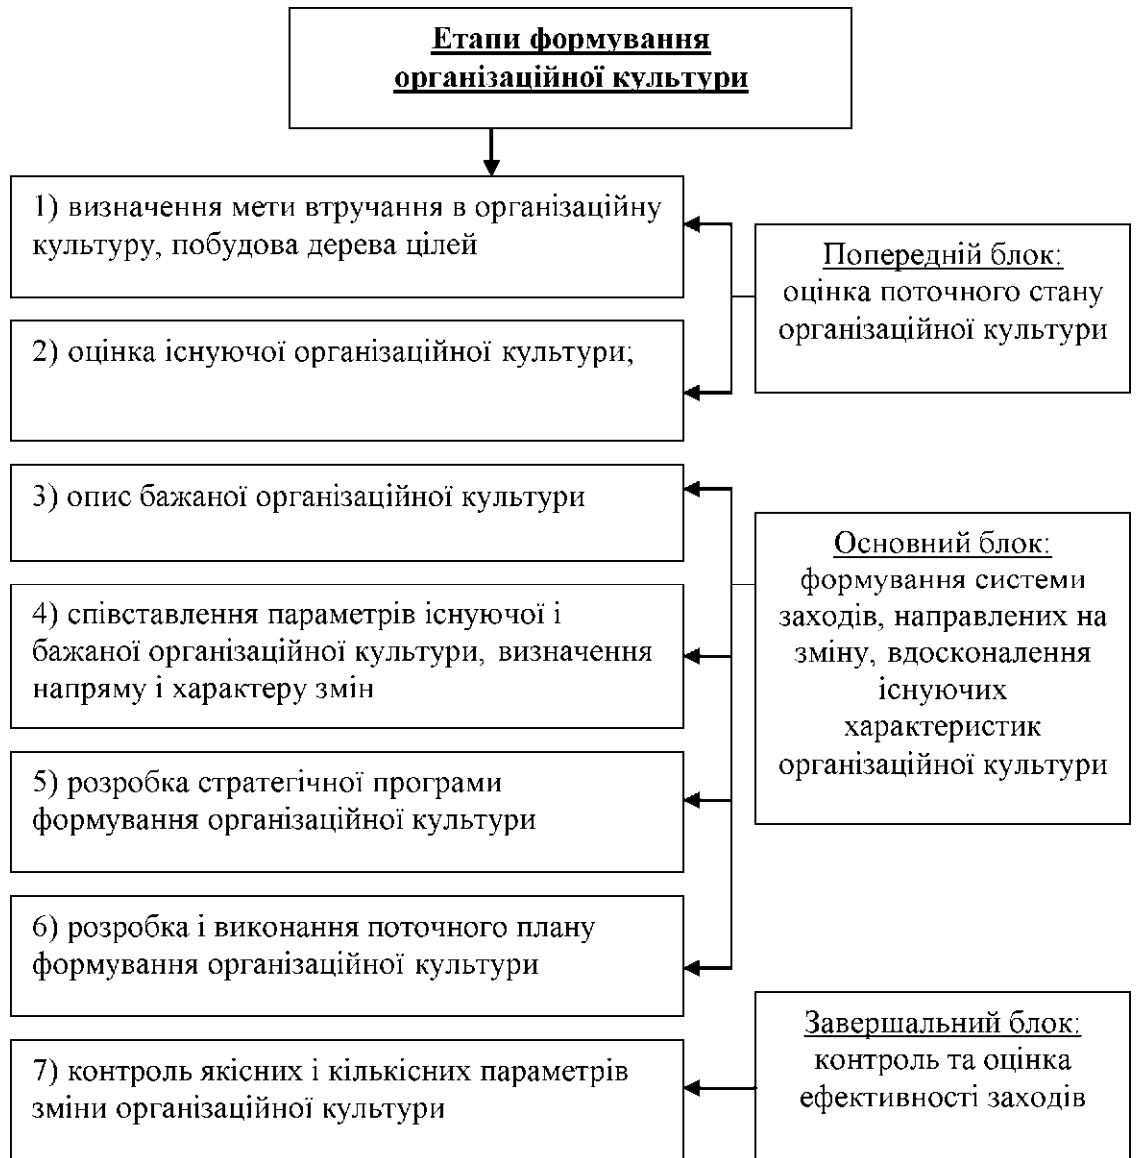 Етапи формування
організаційної культури
1) визначення мети втручання в організаційну
культуру, побудова дерева цілей
Попередній блок:
оцінка поточного стану
організаційної культури
2) оцінка існуючої організаційної культури;
3) опис бажаної організаційної культури
Основний блок:
формування системи
заходів, направлених на
зміну, вдосконалення
існуючих
характеристик
організаційної культури
4) співставлення параметрів існуючої і
бажаної організаційної культури, визначення
напряму і характеру змін
5) розробка стратегічної програми
формування організаційної культури
6) розробка і виконання поточного плану
формування організаційної культури
Завершальний блок:
контроль та оцінка
ефективності заходів
7) контроль якісних і кількісних параметрів
зміни організаційної культури